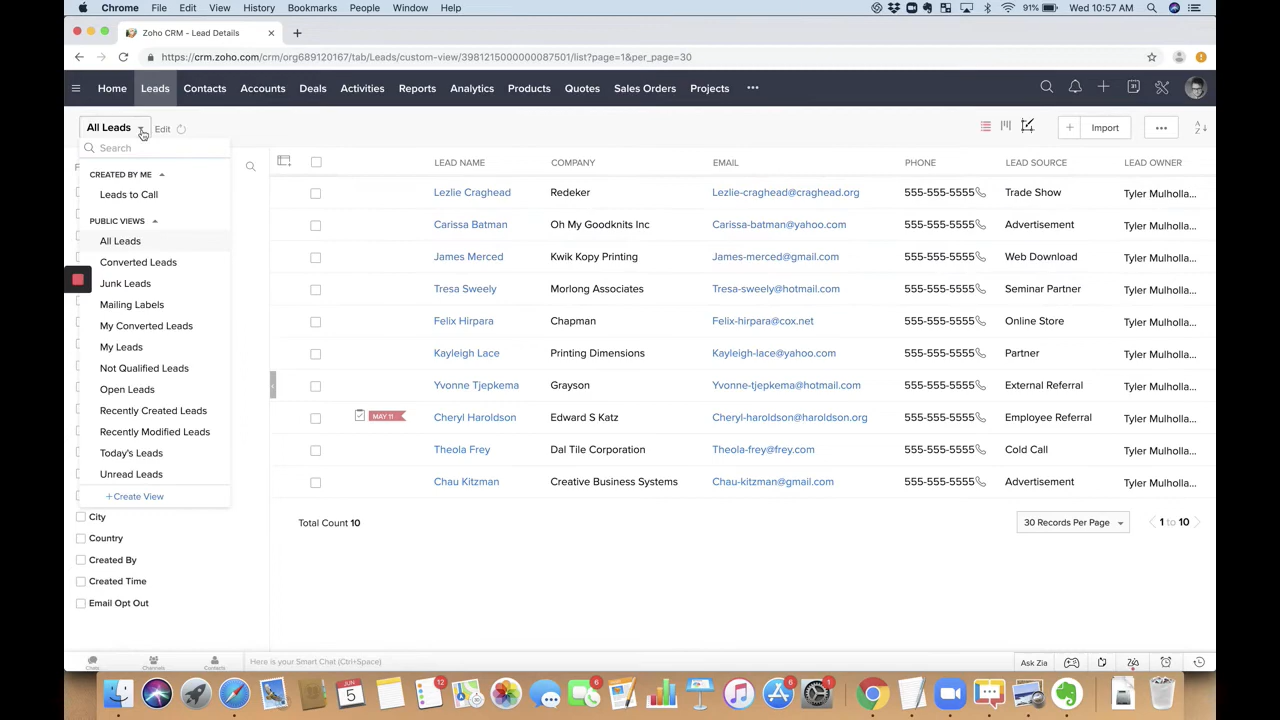 Chrome File Edit View History Bookmarks People Window Help 91% Wed 10:57 AM
Zoho CRM - Lead Details
https://crm.zoho.com/crm/org689120167/tab/Leads/custom-view/3981215000000087501/list?page=1&per_page=30
Home Leads Contacts Accounts Deals Activities Reports Analytics Products Quotes Sales Orders Projects ••• 31
All Leads Edit Import •••
Search
CREATED BY ME
Leads to Call
PUBLIC VIEWS
All Leads
Converted Leads
Junk Leads
Mailing Labels
My Converted Leads
My Leads
Not Qualified Leads
Open Leads
Recently Created Leads
Recently Modified Leads
Today's Leads
Unread Leads
+ Create View
City
Country
Created By
Created Time
Email Opt Out
LEAD NAME COMPANY EMAIL PHONE LEAD SOURCE LEAD OWNER
Lezlie Craghead Redeker Lezlie-craghead@craghead.org 555-555-5555 Trade Show Tyler Mulholla...
Carissa Batman Oh My Goodknits Inc Carissa-batman@yahoo.com 555-555-5555 Advertisement Tyler Mulholla...
James Merced Kwik Kopy Printing James-merced@gmail.com 555-555-5555 Web Download Tyler Mulholla...
Tresa Sweely Morlong Associates Tresa-sweely@hotmail.com 555-555-5555 Seminar Partner Tyler Mulholla...
Felix Hirpara Chapman Felix-hirpara@cox.net 555-555-5555 Online Store Tyler Mulholla...
Kayleigh Lace Printing Dimensions Kayleigh-lace@yahoo.com 555-555-5555 Partner Tyler Mulholla...
Yvonne Tjepkema Grayson Yvonne-tjepkema@hotmail.com 555-555-5555 External Referral Tyler Mulholla...
MAY 11 Cheryl Haroldson Edward S Katz Cheryl-haroldson@haroldson.org 555-555-5555 Employee Referral Tyler Mulholla...
Theola Frey Dal Tile Corporation Theola-frey@frey.com 555-555-5555 Cold Call Tyler Mulholla...
Chau Kitzman Creative Business Systems Chau-kitzman@gmail.com 555-555-5555 Advertisement Tyler Mulholla...
Total Count 10 30 Records Per Page 1 to 10
Chats Channels Contacts Here is your Smart Chat (Ctrl+Space) Ask Zia
5 12 6 6 1